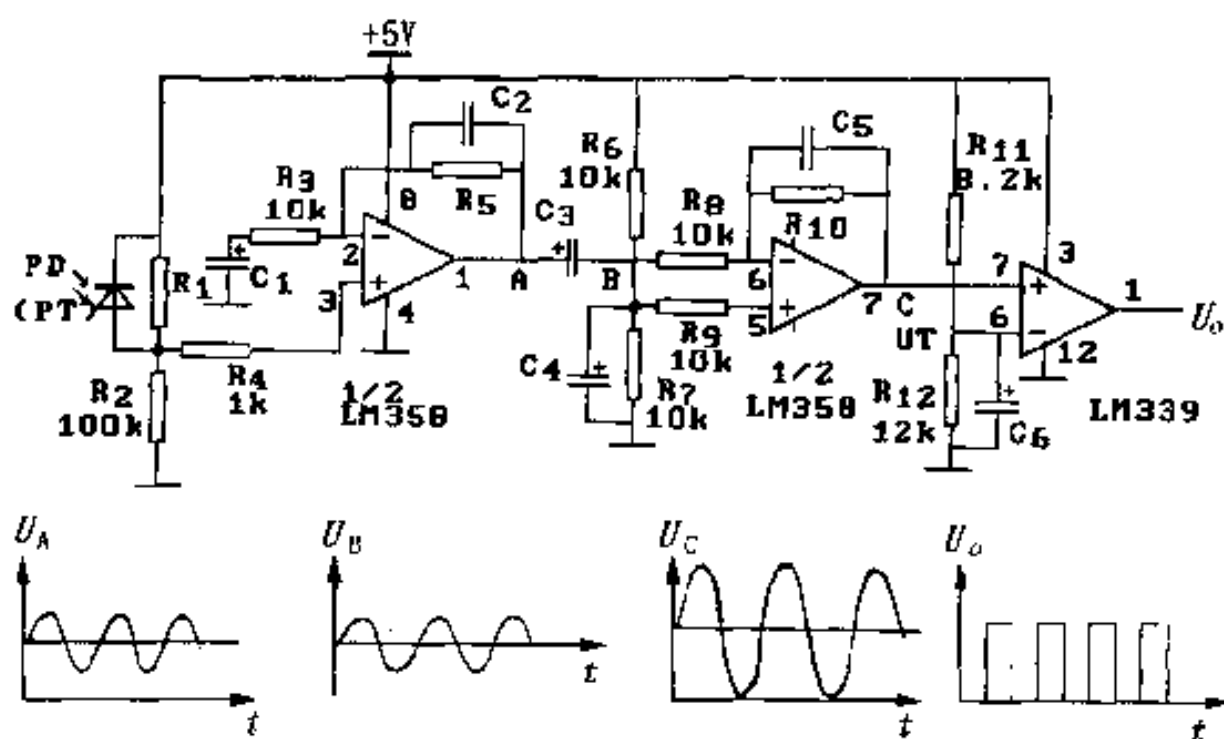 +5V
C2
C5
R6
10k
R11
8.2k
R3
10k
8
R5
C3
R8
10k
R10
PD
(PT)
R1
C1
2
−
3
+
1
A
4
B
6
−
5
+
7
C
7
+
3
1
Uo
UT
6
−
12
R4
1k
R9
10k
C4
R2
100k
1/2
LM358
R7
10k
1/2
LM358
R12
12k
C6
LM339
UA
UB
UC
Uo
t
t
t
t